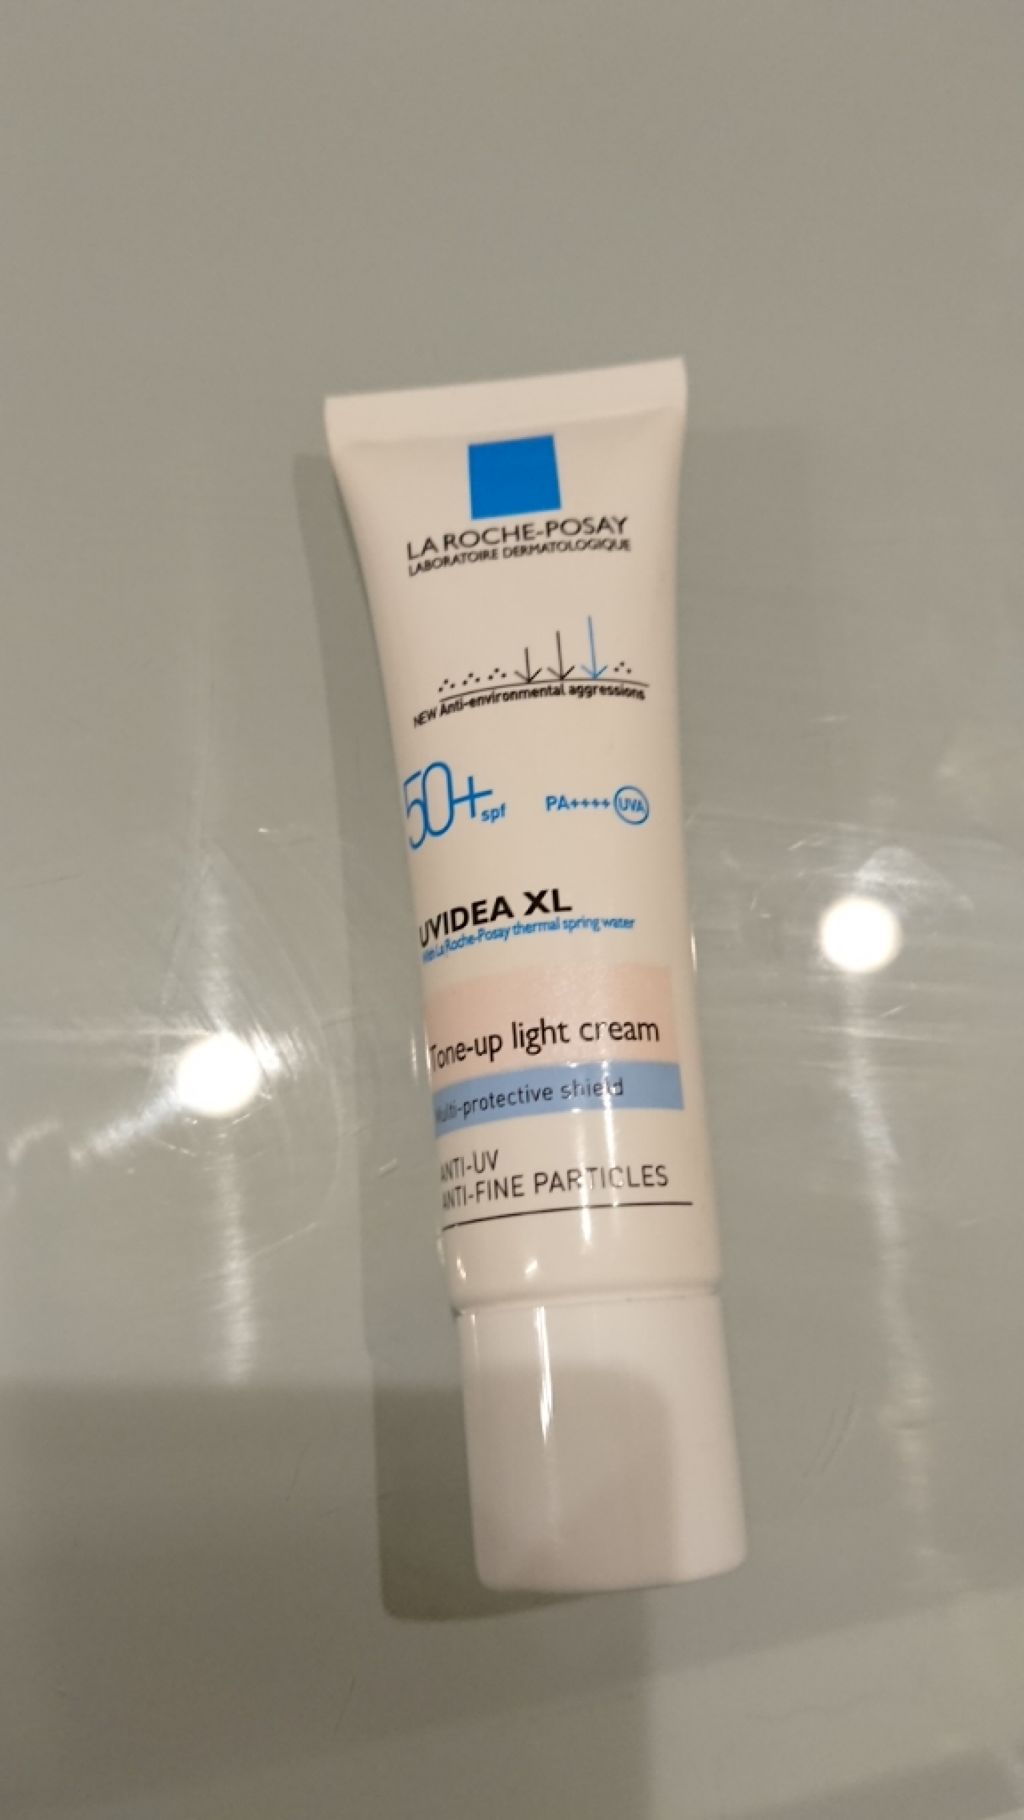 LA ROCHE-POSAY
LABORATOIRE DERMATOLOGIQUE
NEW Anti-environmental aggressions
50+ spf PA++++ UVA
UVIDEA XL
With La Roche-Posay thermal spring water
Tone-up light cream
Multi-protective shield
ANTI-UV
ANTI-FINE PARTICLES